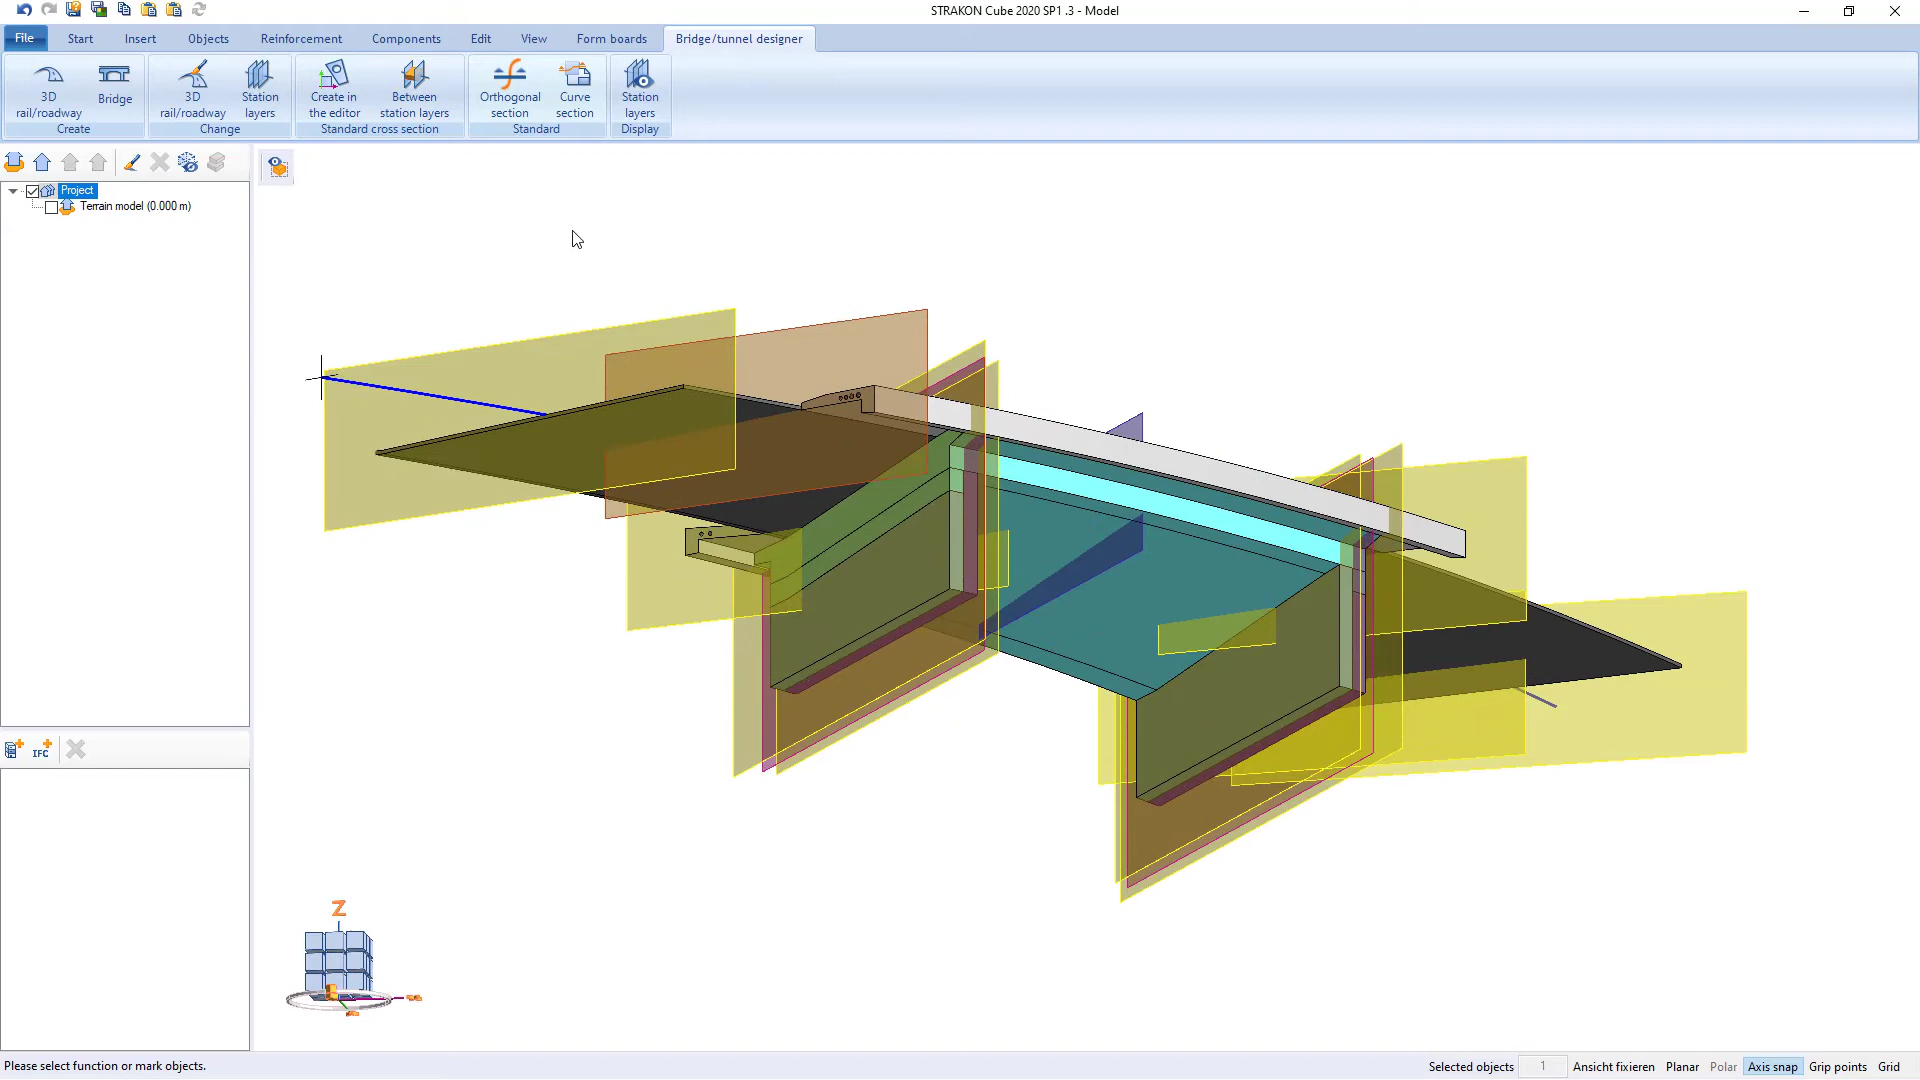 STRAKON Cube 2020 SP1 .3 - Model
File Start Insert Objects Reinforcement Components Edit View Form boards Bridge/tunnel designer
3D rail/roadway
Bridge
Create
3D rail/roadway
Station layers
Change
Create in the editor
Between station layers
Standard cross section
Orthogonal section
Curve section
Standard
Station layers
Display
Project
Terrain model (0.000 m)
IFC
Z
Please select function or mark objects.
Selected objects 1 Ansicht fixieren Planar Polar Axis snap Grip points Grid